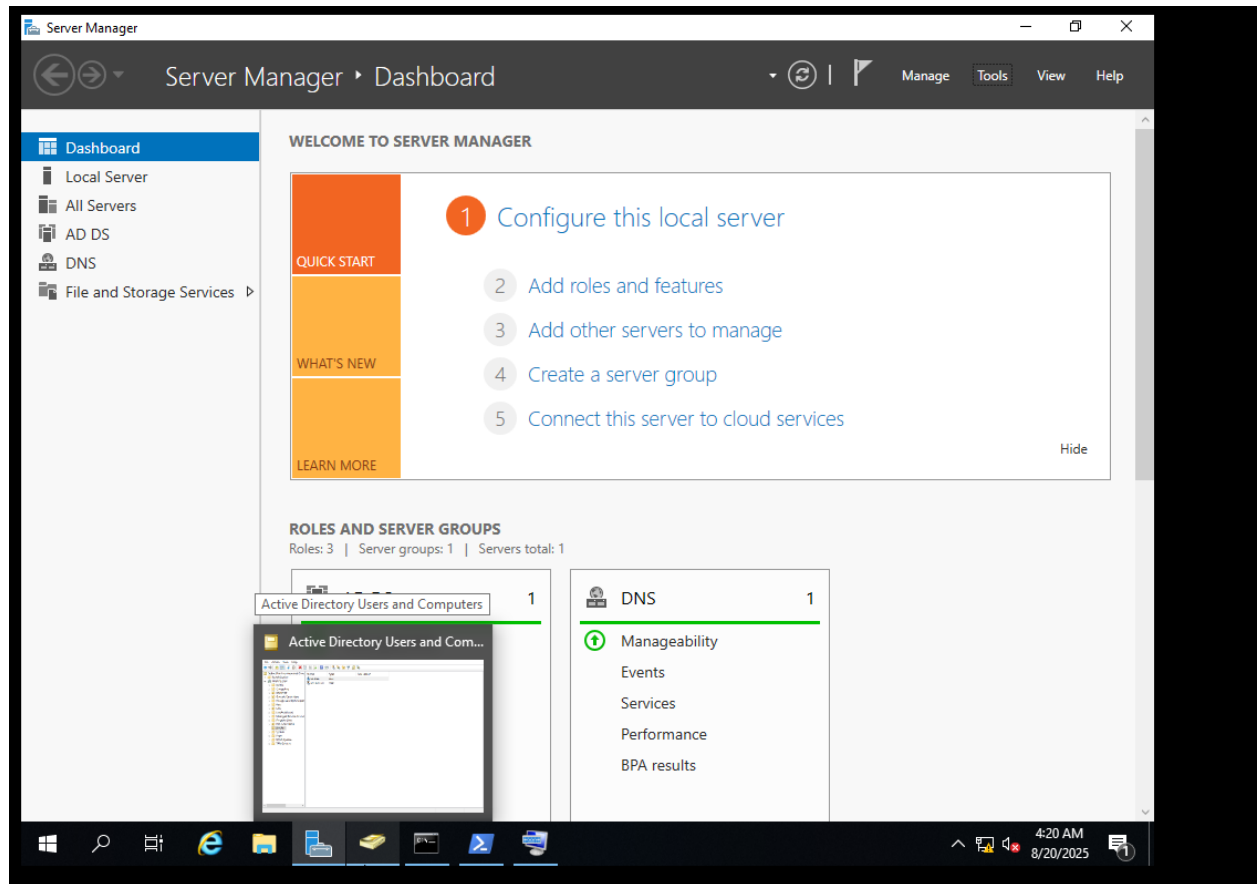 Server Manager
Server Manager ‣ Dashboard
Manage Tools View Help
Dashboard
Local Server
All Servers
AD DS
DNS
File and Storage Services
WELCOME TO SERVER MANAGER
QUICK START
WHAT'S NEW
LEARN MORE
1 Configure this local server
2 Add roles and features
3 Add other servers to manage
4 Create a server group
5 Connect this server to cloud services
Hide
ROLES AND SERVER GROUPS
Roles: 3 | Server groups: 1 | Servers total: 1
1
Active Directory Users and Computers
Active Directory Users and Com...
DNS 1
Manageability
Events
Services
Performance
BPA results
4:20 AM
8/20/2025
1